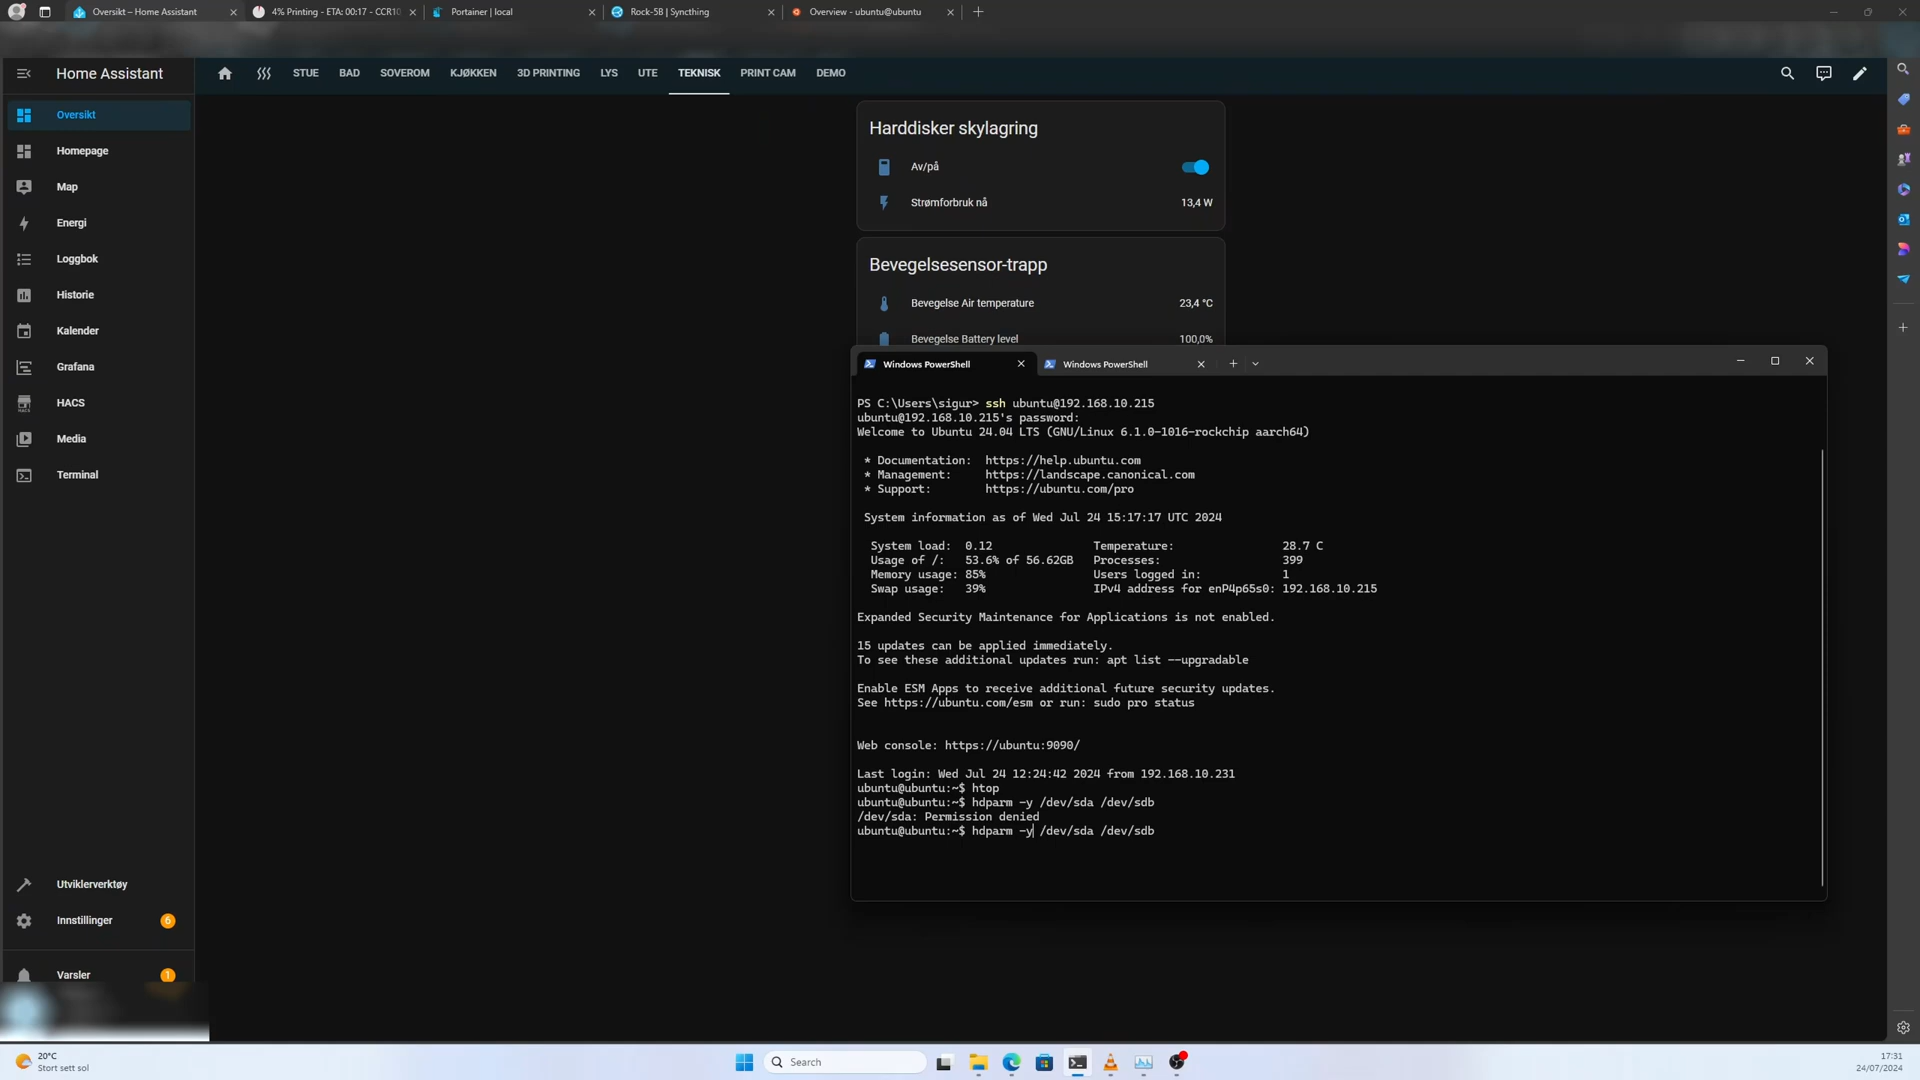 Oversikt – Home Assistant
4% Printing - ETA: 00:17 - CCR10
Portainer | local
Rock-5B | Syncthing
Overview - ubuntu@ubuntu
Home Assistant
STUE
BAD
SOVEROM
KJØKKEN
3D PRINTING
LYS
UTE
TEKNISK
PRINT CAM
DEMO
Oversikt
Homepage
Map
Energi
Loggbok
Historie
Kalender
Grafana
HACS
Media
Terminal
Utviklerverktøy
Innstillinger 6
Varsler 1
Harddisker skylagring
Av/på
Strømforbruk nå 13,4 W
Bevegelsesensor-trapp
Bevegelse Air temperature 23,4 °C
Bevegelse Battery level 100,0%
Windows PowerShell
Windows PowerShell
PS C:\Users\sigur> ssh ubuntu@192.168.10.215
ubuntu@192.168.10.215's password:
Welcome to Ubuntu 24.04 LTS (GNU/Linux 6.1.0-1016-rockchip aarch64)
* Documentation: https://help.ubuntu.com
* Management: https://landscape.canonical.com
* Support: https://ubuntu.com/pro
System information as of Wed Jul 24 15:17:17 UTC 2024
System load: 0.12 Temperature: 28.7 C
Usage of /: 53.6% of 56.62GB Processes: 399
Memory usage: 85% Users logged in: 1
Swap usage: 39% IPv4 address for enP4p65s0: 192.168.10.215
Expanded Security Maintenance for Applications is not enabled.
15 updates can be applied immediately.
To see these additional updates run: apt list --upgradable
Enable ESM Apps to receive additional future security updates.
See https://ubuntu.com/esm or run: sudo pro status
Web console: https://ubuntu:9090/
Last login: Wed Jul 24 12:24:42 2024 from 192.168.10.231
ubuntu@ubuntu:~$ htop
ubuntu@ubuntu:~$ hdparm -y /dev/sda /dev/sdb
/dev/sda: Permission denied
ubuntu@ubuntu:~$ hdparm -y /dev/sda /dev/sdb
20°C
Stort sett sol
Search
17:31
24/07/2024